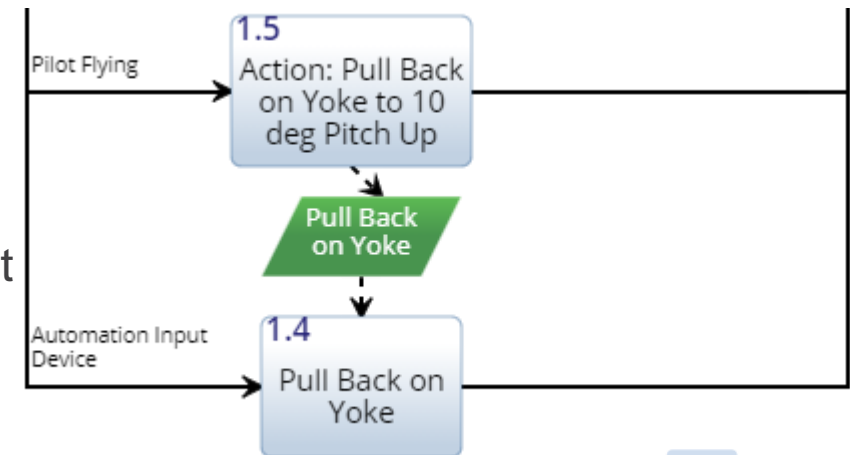 1.5
Pilot Flying
Action: Pull Back
on Yoke to 10
deg Pitch Up
Pull Back
on Yoke
t
Automation Input
Device
1.4
Pull Back on
Yoke